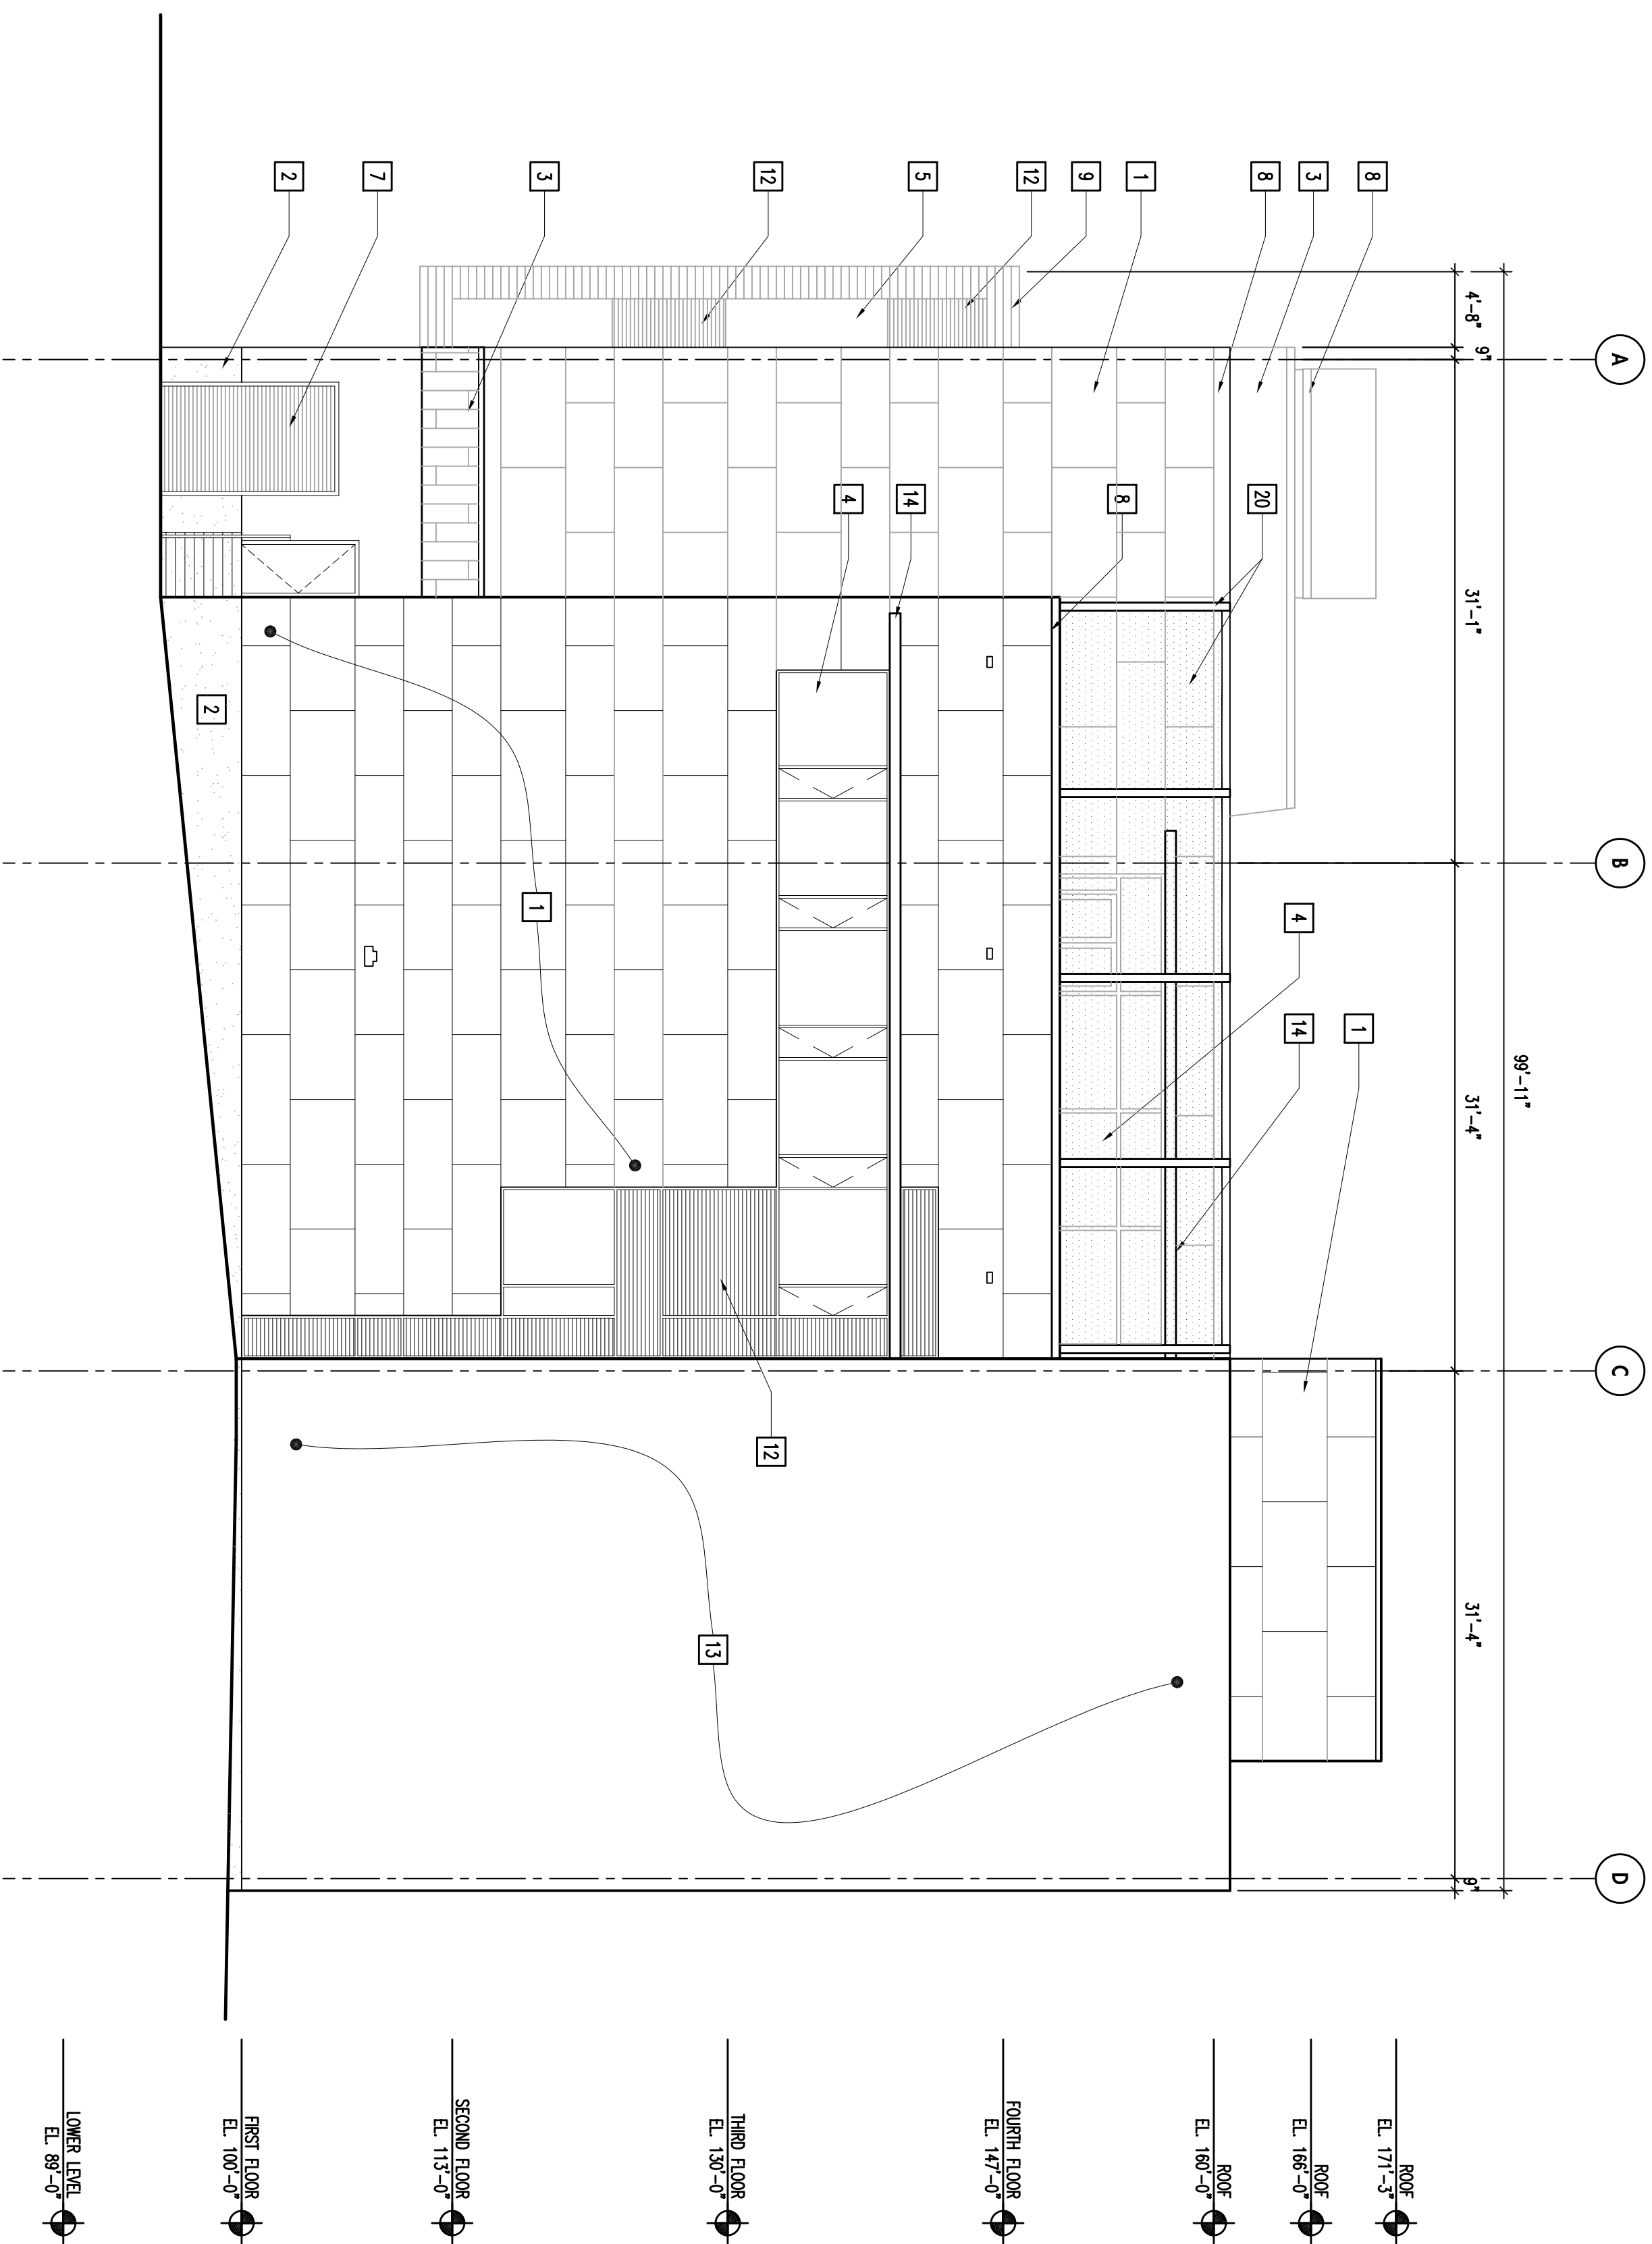 A
B
C
D
99'-11"
4'-8"
9"
31'-1"
31'-4"
31'-4"
9"
2
7
3
12
5
12
9
1
8
3
8
4
14
8
20
2
1
4
14
1
12
13
ROOF
EL. 171'-3"
ROOF
EL. 166'-0"
ROOF
EL. 160'-0"
FOURTH FLOOR
EL. 147'-0"
THIRD FLOOR
EL. 130'-0"
SECOND FLOOR
EL. 113'-0"
FIRST FLOOR
EL. 100'-0"
LOWER LEVEL
EL. 89'-0"